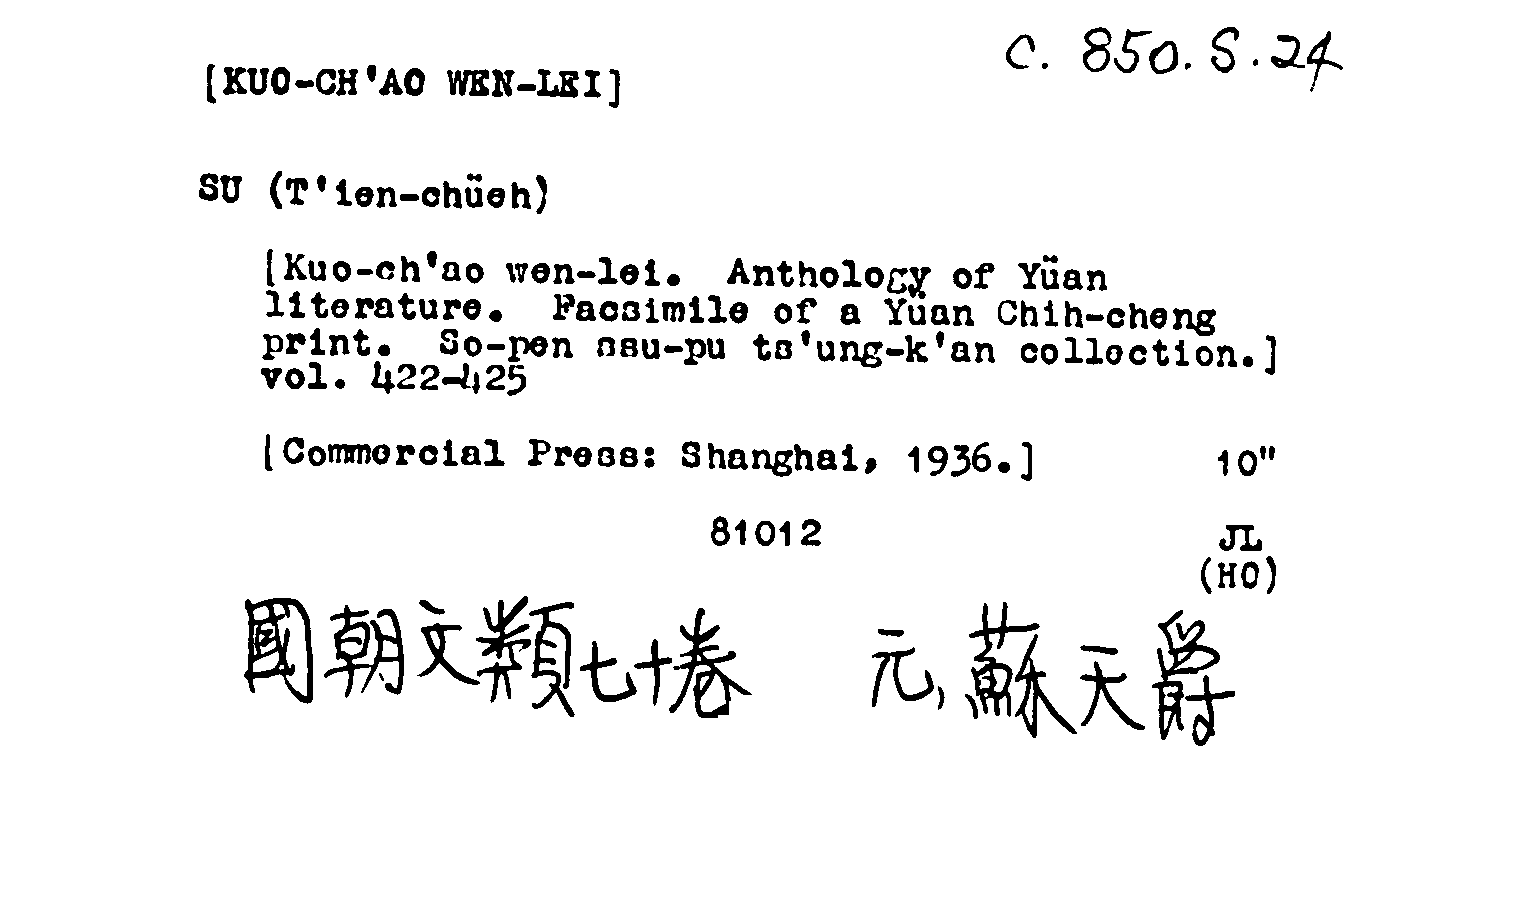 C. 850. S. 24
[KUO-CH'AO WEN-LEI]
SU (T'ien-chüeh)
[Kuo-ch'ao wen-lei. Anthology of Yüan
literature. Facsimile of a Yüan Chih-cheng
print. So-pen ssu-pu ts'ung-k'an collection.]
vol. 422-425
[Commercial Press: Shanghai, 1936.] 10"
81012 JL
(HO)
國朝文類七十卷 元,蘇天爵